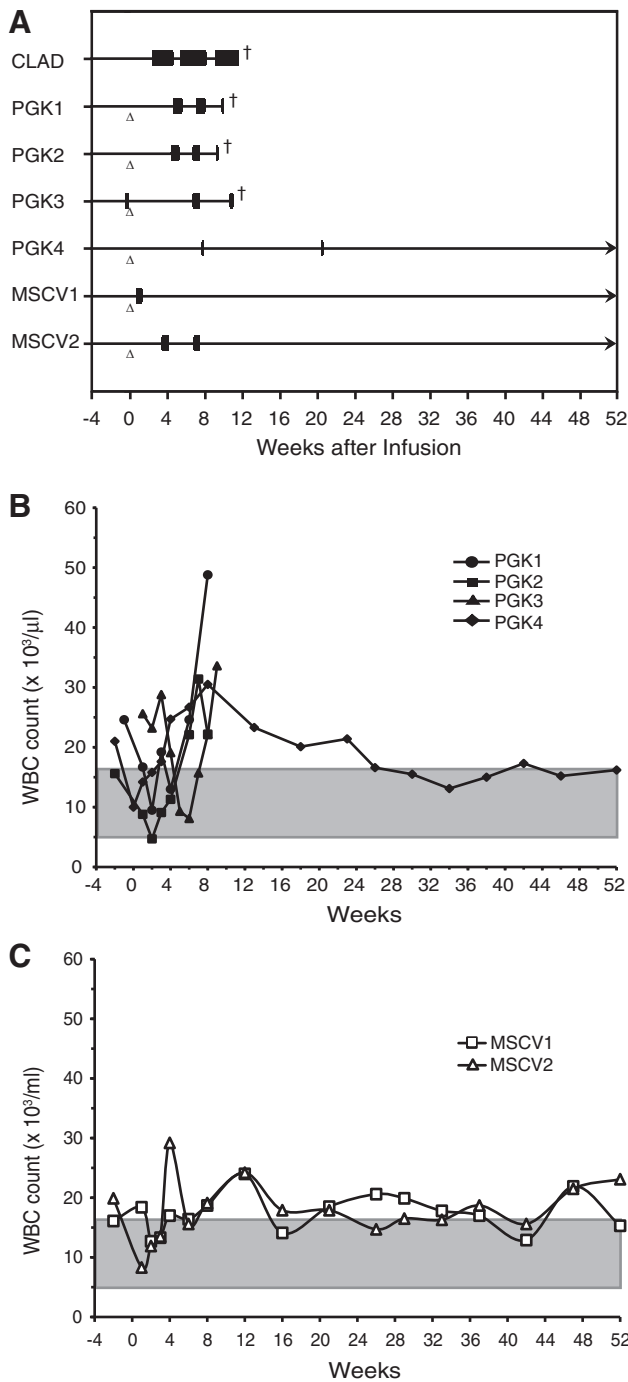 A
CLAD †
PGK1 †
Δ
PGK2 †
Δ
PGK3 †
Δ
PGK4
Δ
MSCV1
Δ
MSCV2
Δ
-4 0 4 8 12 16 20 24 28 32 36 40 44 48 52
Weeks after Infusion
B
WBC count (x 10³/µl)
60
50
40
30
20
10
0
PGK1
PGK2
PGK3
PGK4
-4 0 4 8 12 16 20 24 28 32 36 40 44 48 52
Weeks
C
WBC count (x 10³/ml)
60
50
40
30
20
10
0
MSCV1
MSCV2
-4 0 4 8 12 16 20 24 28 32 36 40 44 48 52
Weeks